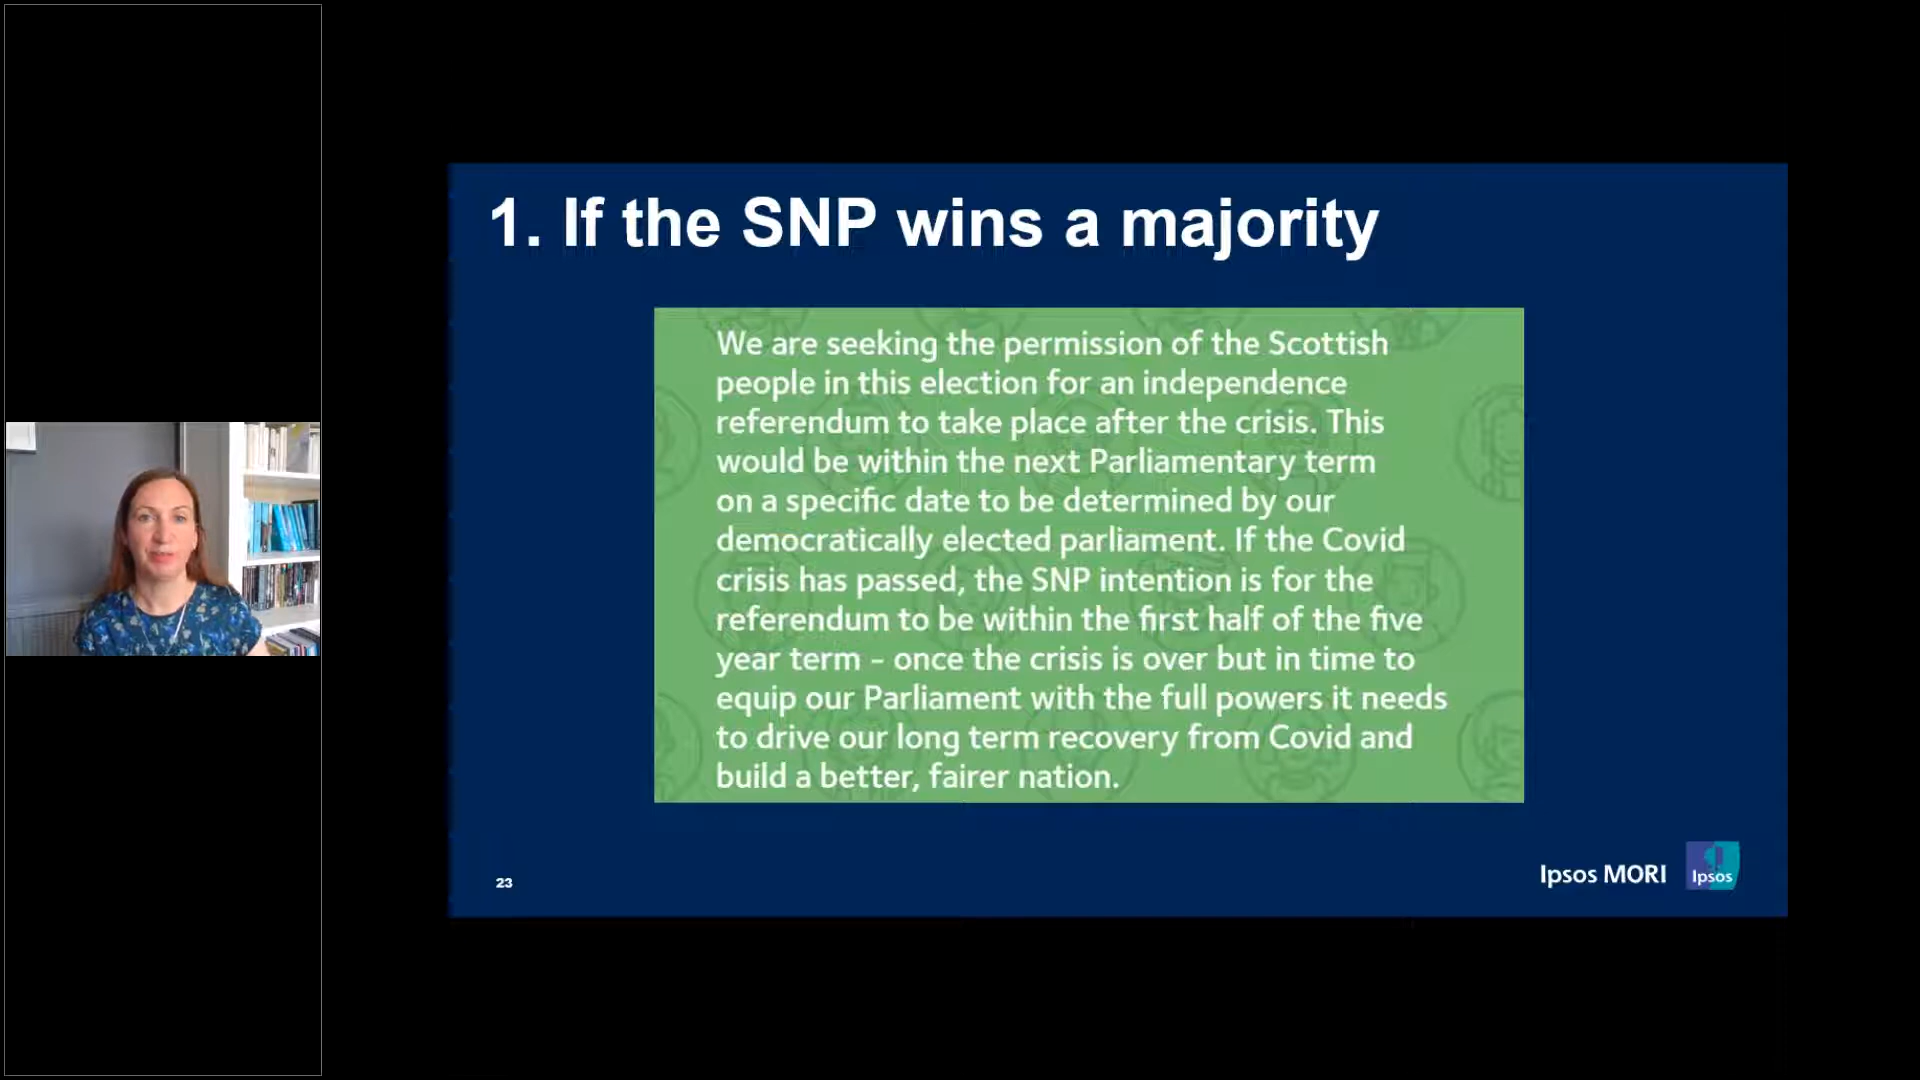 1. If the SNP wins a majority
We are seeking the permission of the Scottish
people in this election for an independence
referendum to take place after the crisis. This
would be within the next Parliamentary term
on a specific date to be determined by our
democratically elected parliament. If the Covid
crisis has passed, the SNP intention is for the
referendum to be within the first half of the five
year term – once the crisis is over but in time to
equip our Parliament with the full powers it needs
to drive our long term recovery from Covid and
build a better, fairer nation.
23
Ipsos MORI
Ipsos